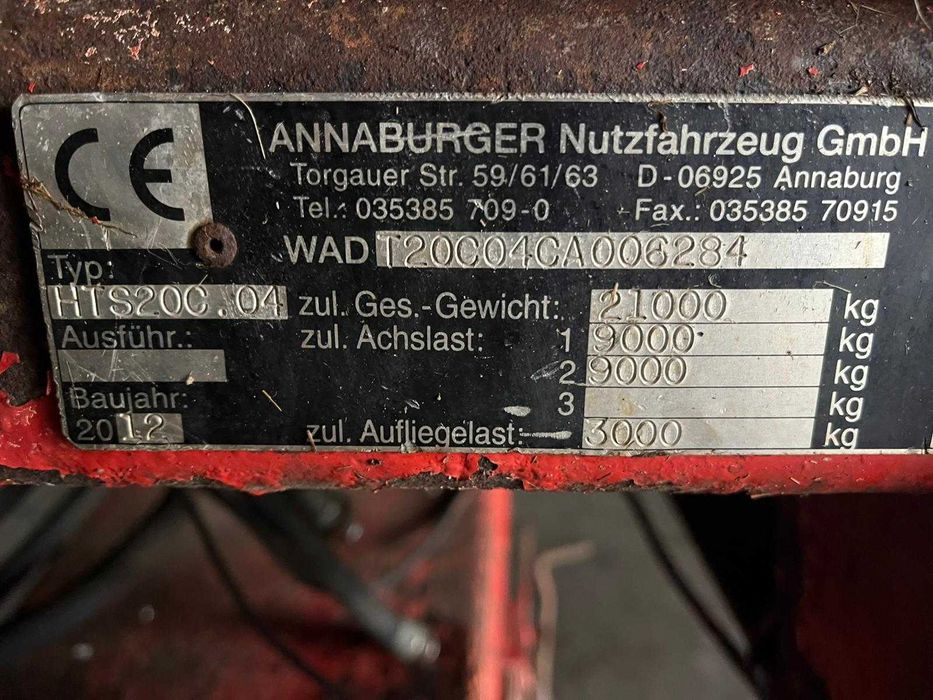 CE
ANNABURGER Nutzfahrzeug GmbH
Torgauer Str. 59/61/63 D-06925 Annaburg
Tel.: 035385 709-0 Fax.: 035385 70915
WAD T20C04CA006284
Typ:
HTS20C.04
zul. Ges.-Gewicht: 21000 kg
Ausführ.:
zul. Achslast: 1 9000 kg
2 9000 kg
Baujahr:
3 kg
2012
zul. Aufliegelast: 3000 kg